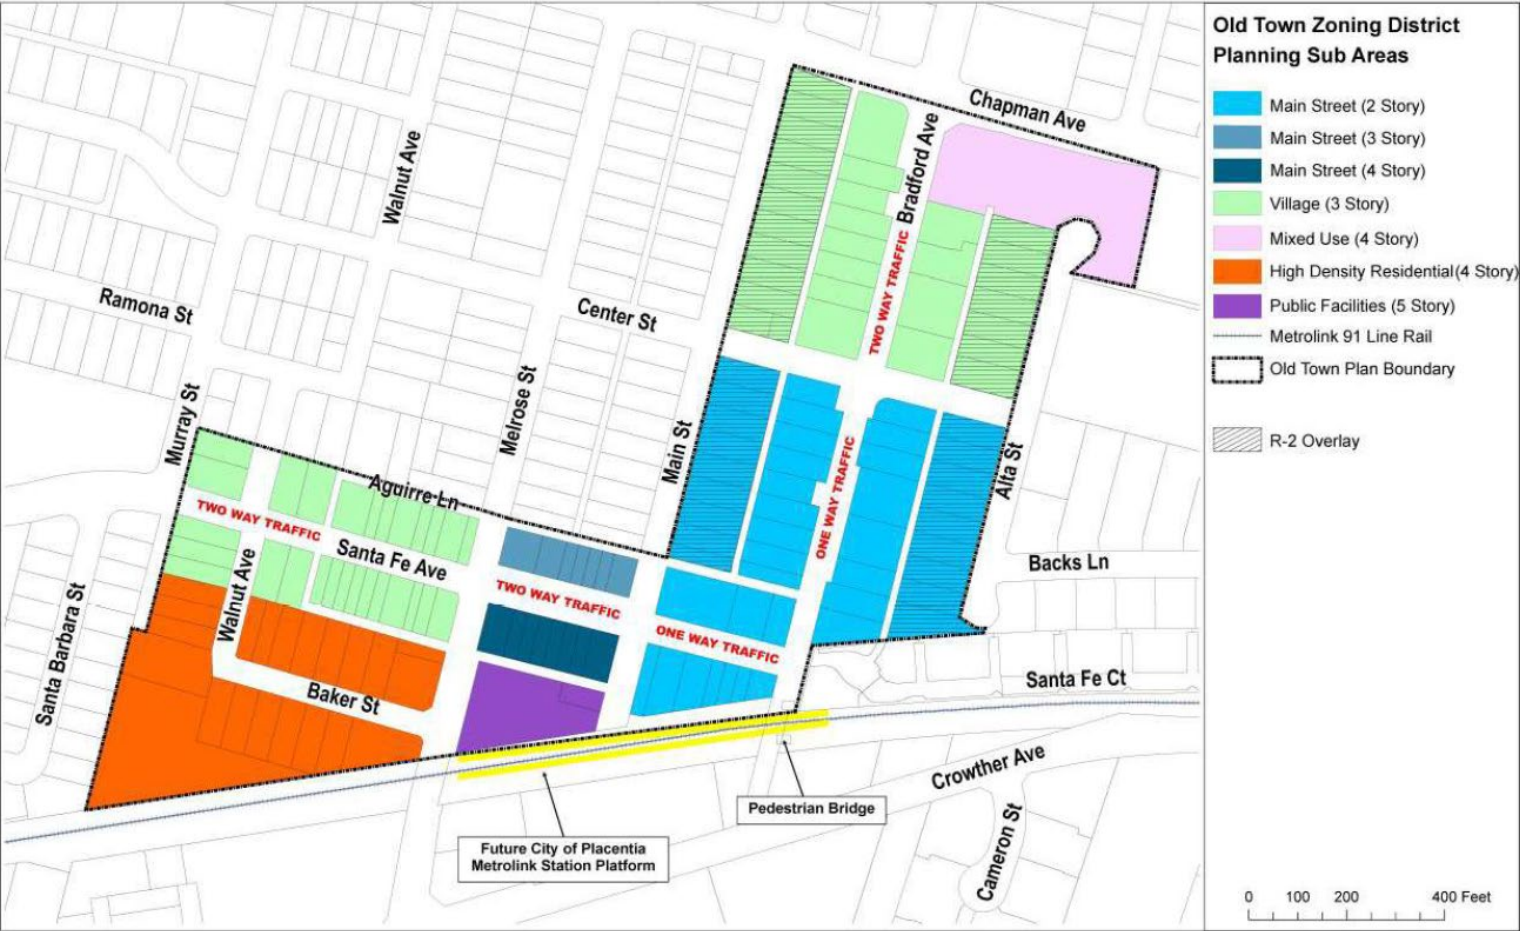 Old Town Zoning District
Planning Sub Areas
Main Street (2 Story)
Main Street (3 Story)
Main Street (4 Story)
Village (3 Story)
Mixed Use (4 Story)
High Density Residential(4 Story)
Public Facilities (5 Story)
Metrolink 91 Line Rail
Old Town Plan Boundary
R-2 Overlay
0 100 200 400 Feet
Chapman Ave
Bradford Ave
Walnut Ave
TWO WAY TRAFFIC
Ramona St
Center St
Melrose St
Murray St
Main St
Alta St
ONE WAY TRAFFIC
Aguirre Ln
TWO WAY TRAFFIC
Santa Fe Ave
Walnut Ave
TWO WAY TRAFFIC
ONE WAY TRAFFIC
Backs Ln
Santa Barbara St
Santa Fe Ct
Baker St
Crowther Ave
Pedestrian Bridge
Cameron St
Future City of Placentia
Metrolink Station Platform